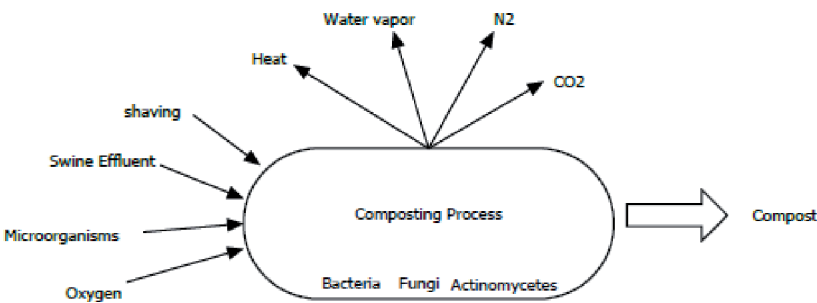 Water vapor
N2
Heat
CO2
shaving
Swine Effluent
Composting Process
Compost
Microorganisms
Oxygen
Bacteria Fungi Actinomycetes